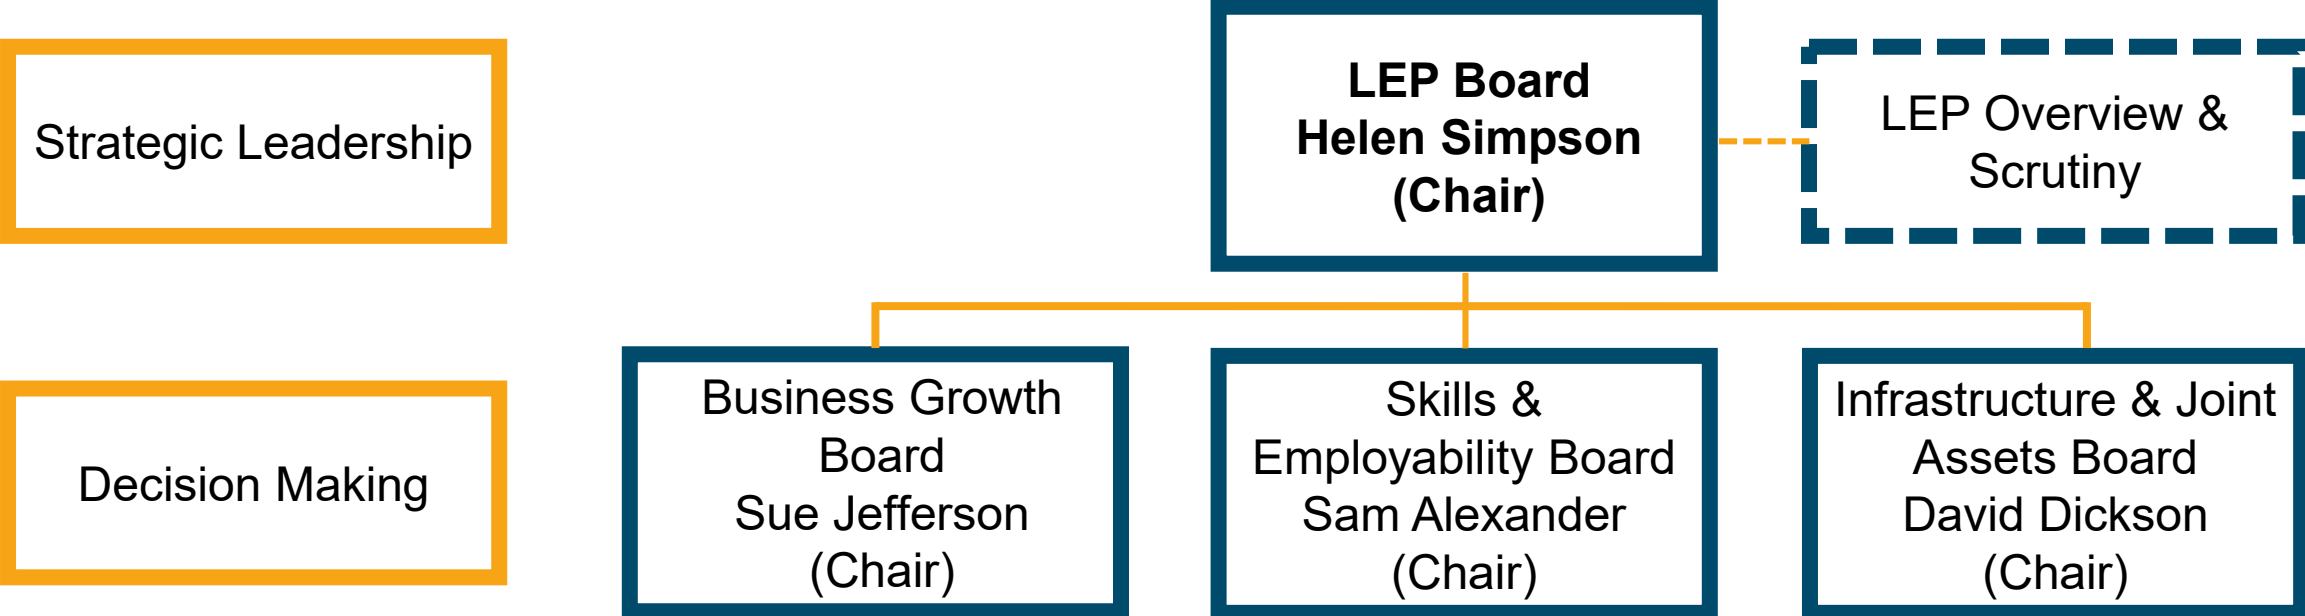 Strategic Leadership
LEP Board
Helen Simpson
(Chair)
LEP Overview &
Scrutiny
Decision Making
Business Growth
Board
Sue Jefferson
(Chair)
Skills &
Employability Board
Sam Alexander
(Chair)
Infrastructure & Joint
Assets Board
David Dickson
(Chair)